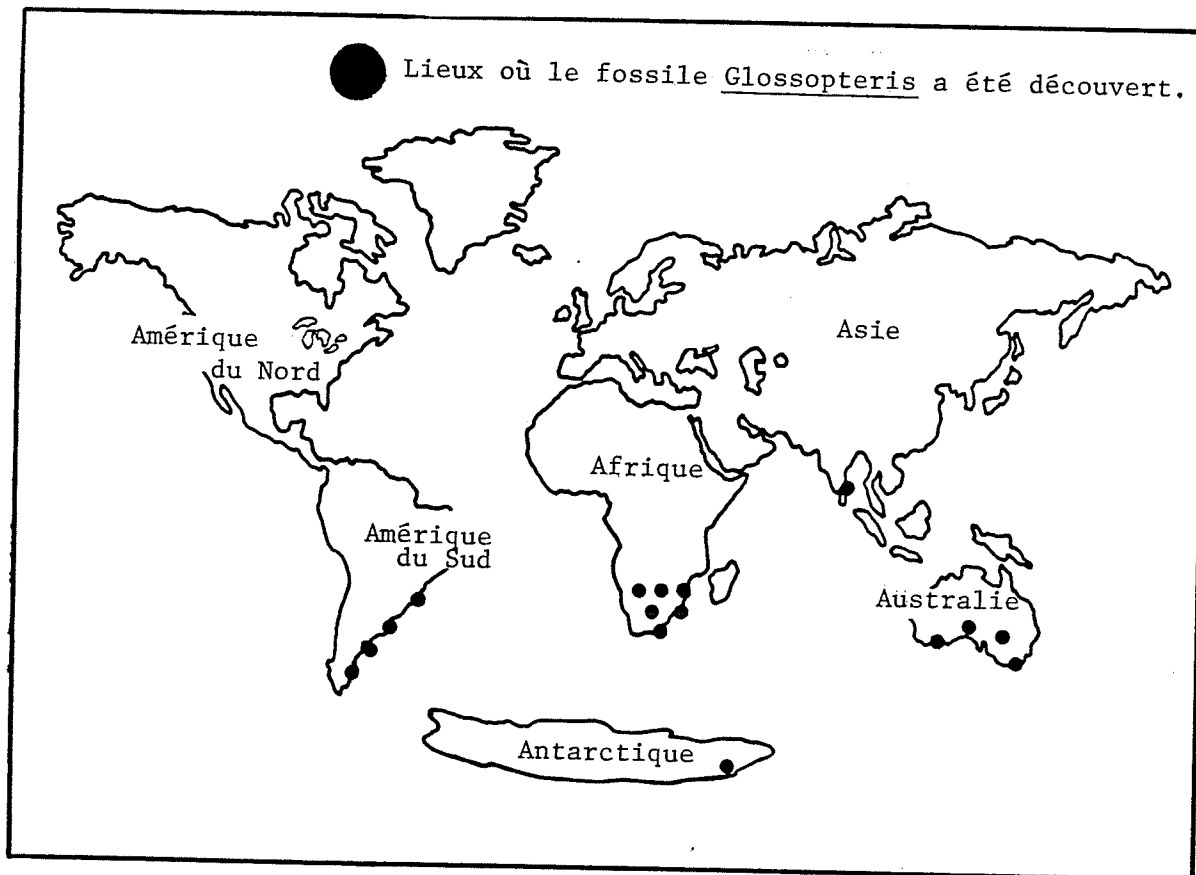 Lieux où le fossile Glossopteris a été découvert.
Amérique
du Nord
Asie
Afrique
Amérique
du Sud
Australie
Antarctique